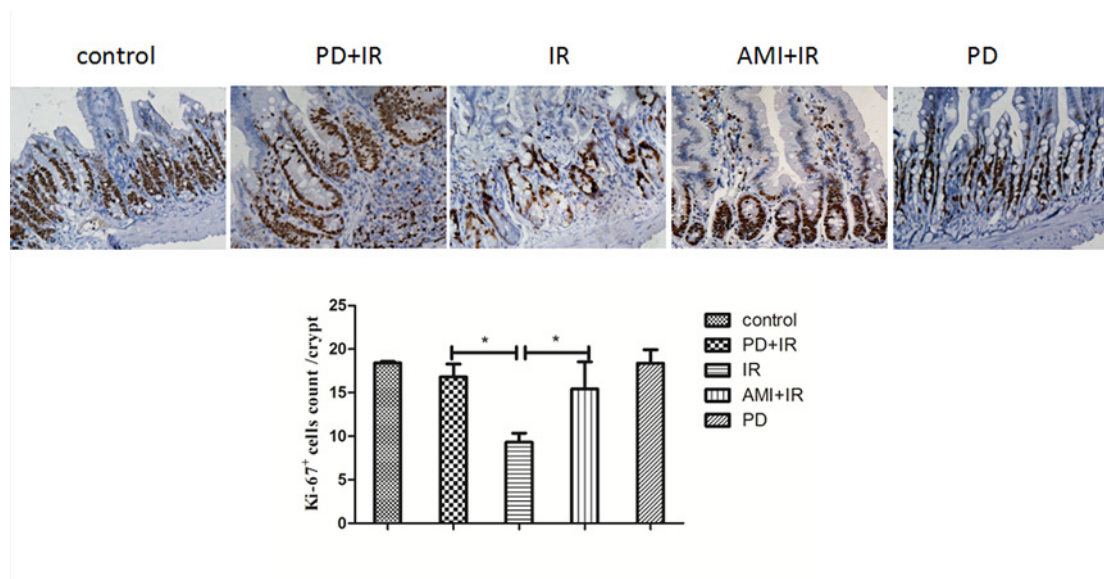 control PD+IR IR AMI+IR PD
Ki-67+ cells count /crypt
25
20
15
10
5
0
* *
control
PD+IR
IR
AMI+IR
PD